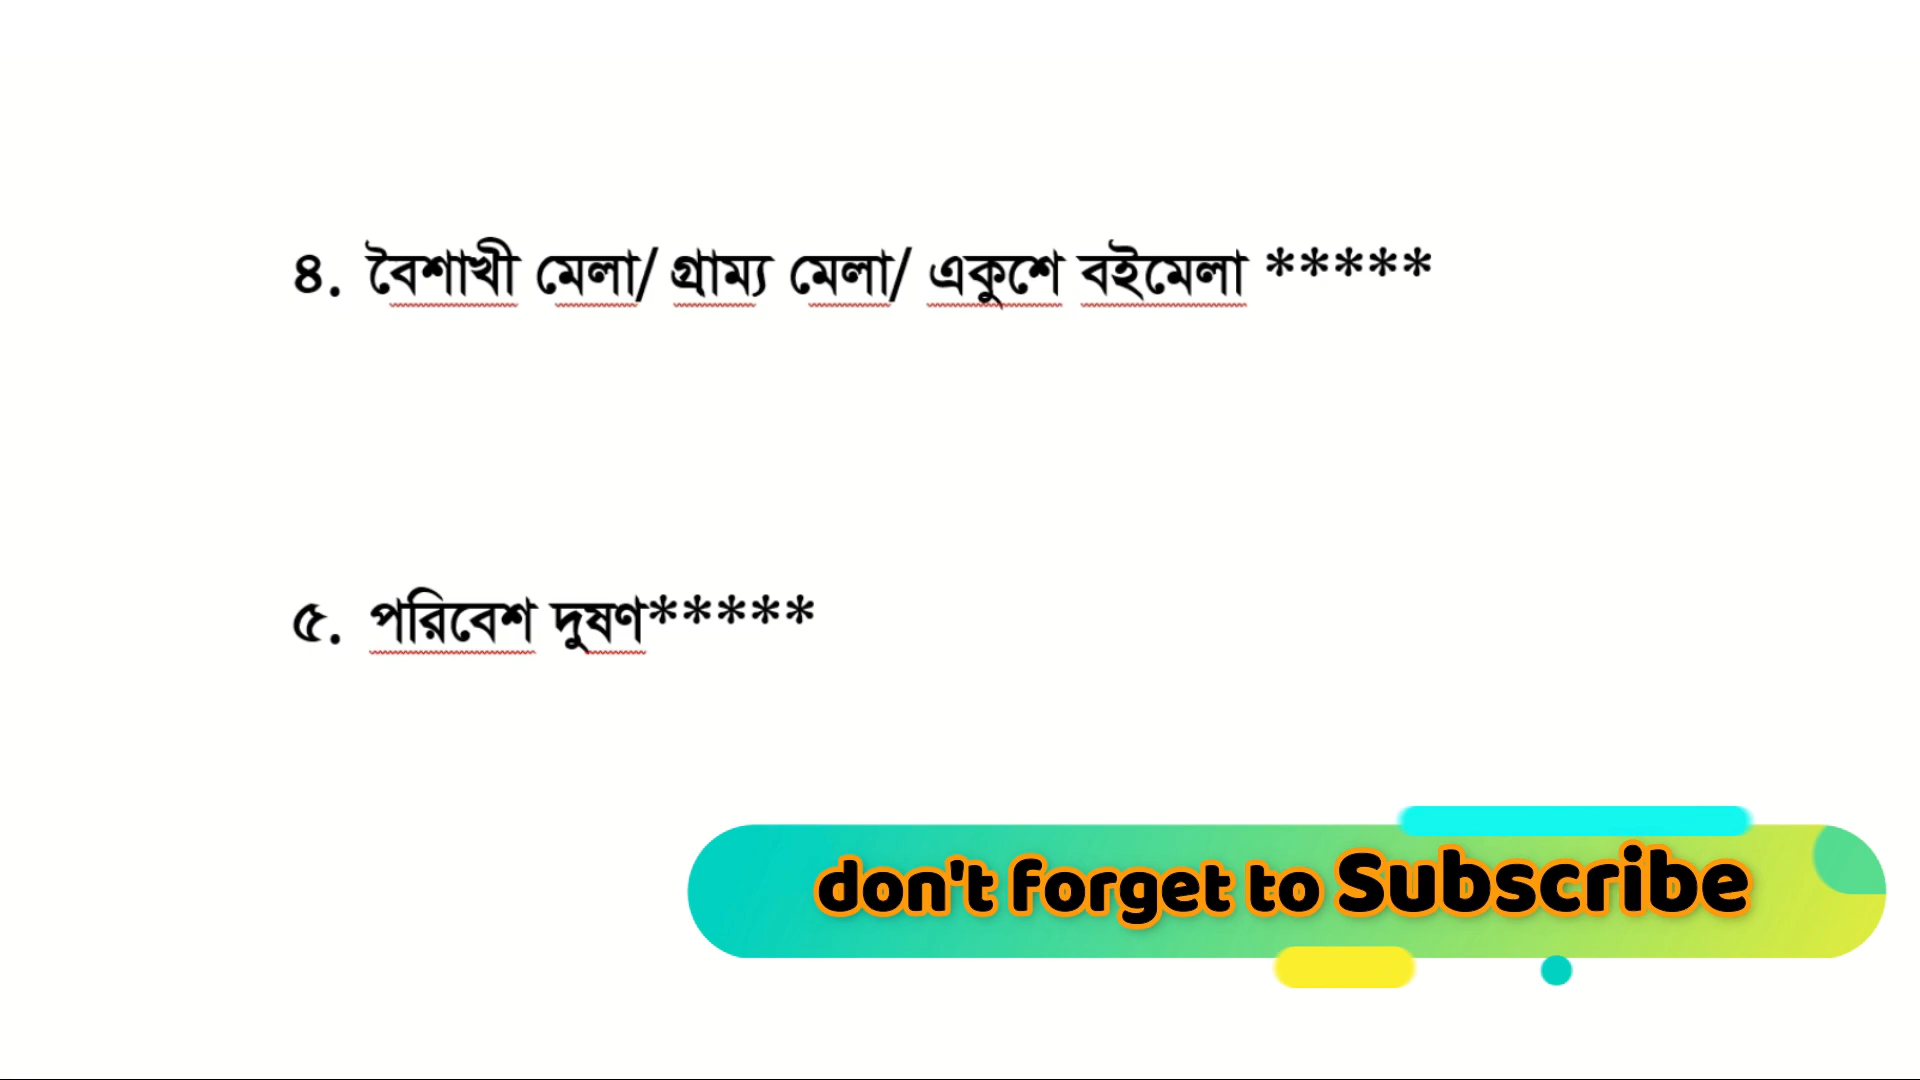 ৪. বৈশাখী মেলা/ গ্রাম্য মেলা/ একুশে বইমেলা *****
৫. পরিবেশ দুষণ*****
don't forget to Subscribe